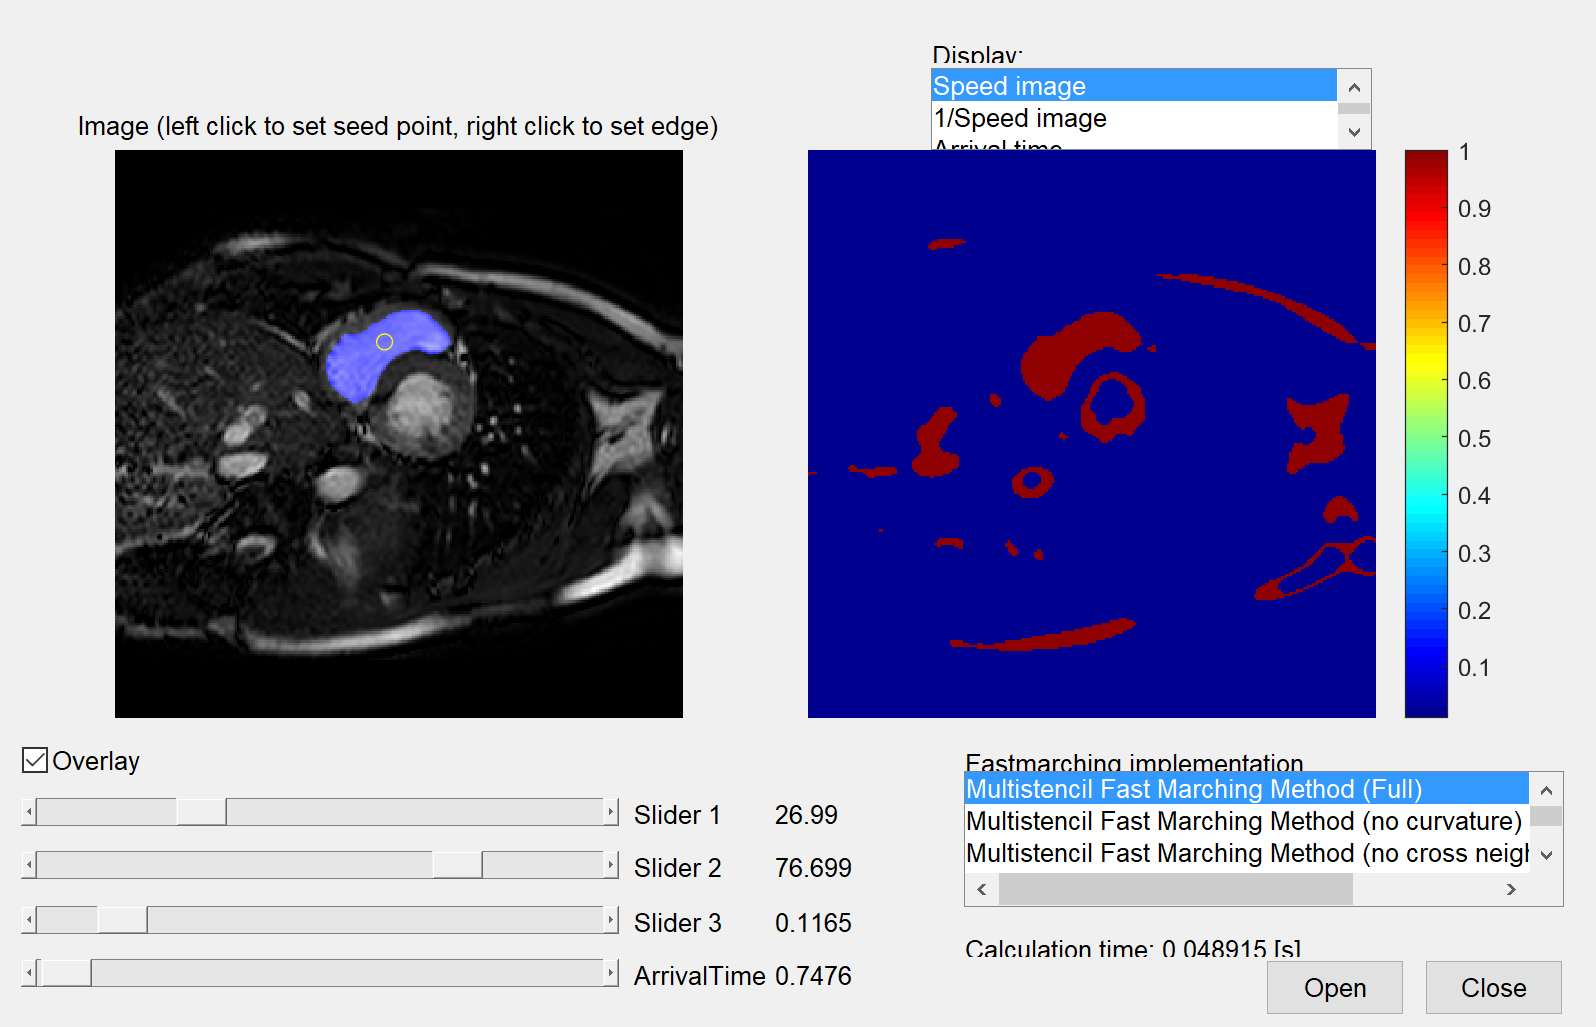 Display:
Speed image
1/Speed image
Arrival time
Image (left click to set seed point, right click to set edge)
1
0.9
0.8
0.7
0.6
0.5
0.4
0.3
0.2
0.1
Overlay
Slider 1 26.99
Slider 2 76.699
Slider 3 0.1165
ArrivalTime 0.7476
Fastmarching implementation
Multistencil Fast Marching Method (Full)
Multistencil Fast Marching Method (no curvature)
Multistencil Fast Marching Method (no cross neigh
Calculation time: 0.048915 [s]
Open
Close